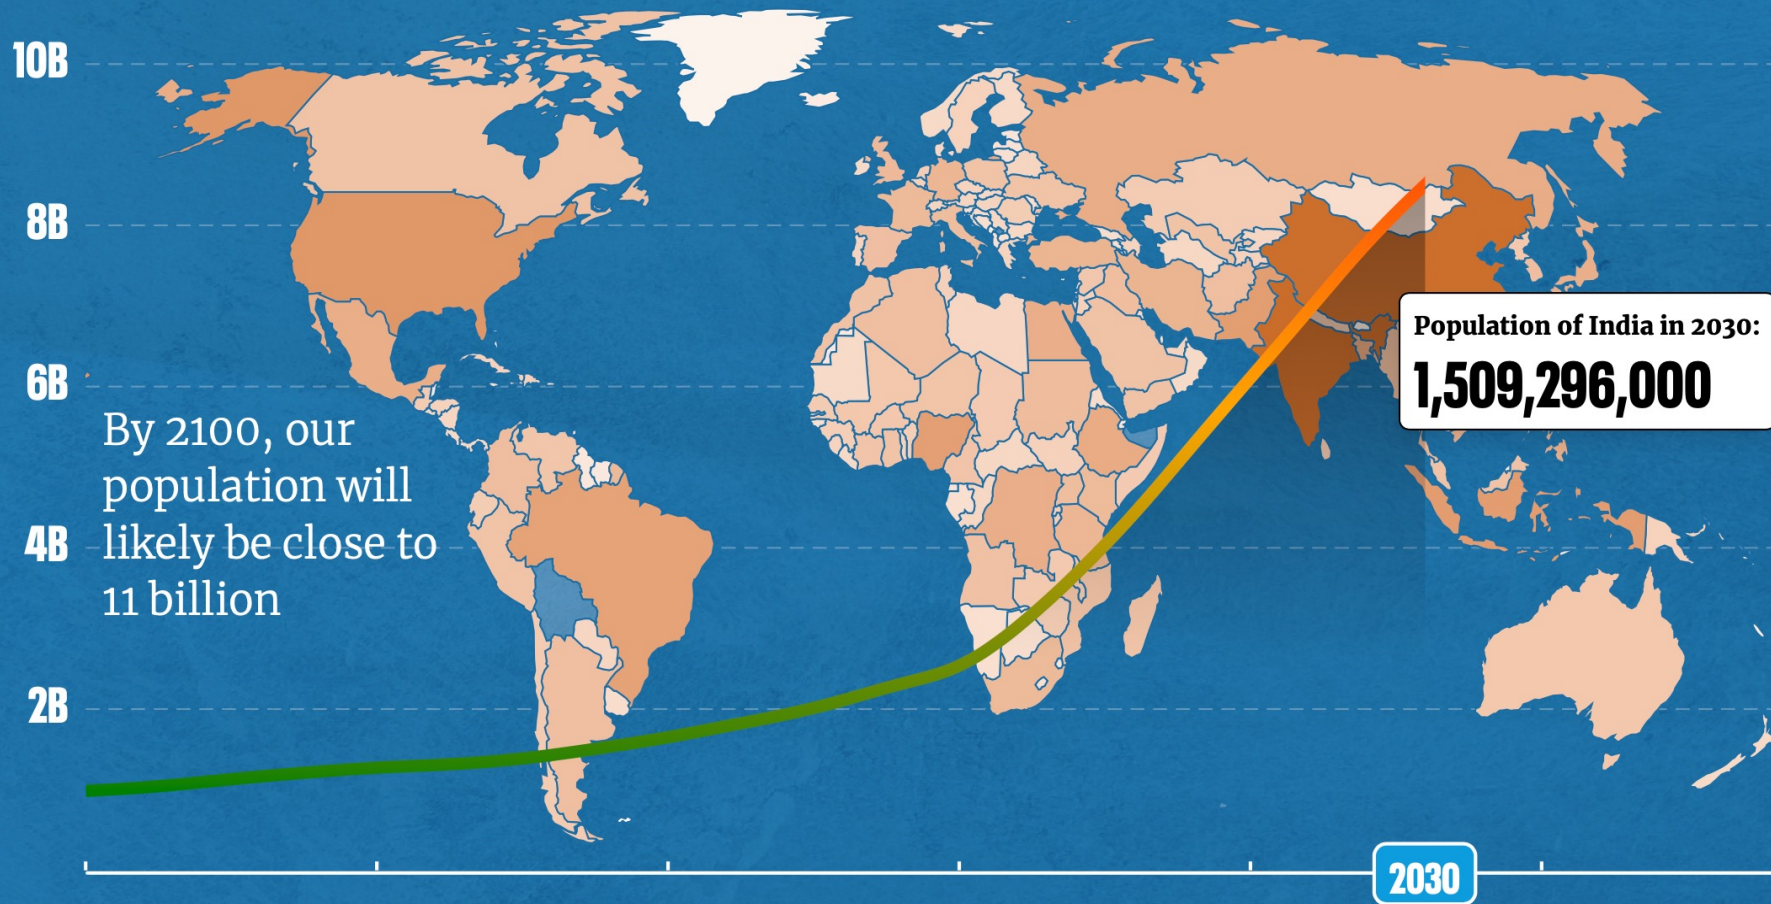 10B
8B
6B
4B
2B
By 2100, our
population will
likely be close to
11 billion
Population of India in 2030:
1,509,296,000
2030